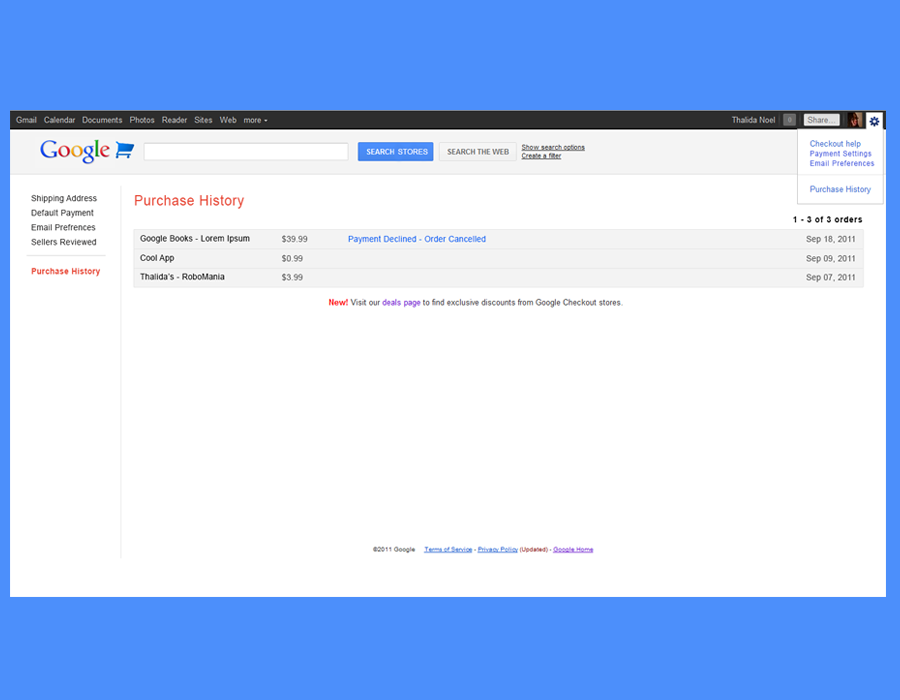 Gmail Calendar Documents Photos Reader Sites Web more
Thalida Noel 0 Share...
Google SEARCH STORES SEARCH THE WEB Show search options
Create a filter
Checkout help
Payment Settings
Email Preferences
Purchase History
Shipping Address
Default Payment
Email Prefrences
Sellers Reviewed
Purchase History
Purchase History
1 - 3 of 3 orders
Google Books - Lorem Ipsum $39.99 Payment Declined - Order Cancelled Sep 18, 2011
Cool App $0.99 Sep 09, 2011
Thalida's - RoboMania $3.99 Sep 07, 2011
New! Visit our deals page to find exclusive discounts from Google Checkout stores.
©2011 Google Terms of Service - Privacy Policy (Updated) - Google Home